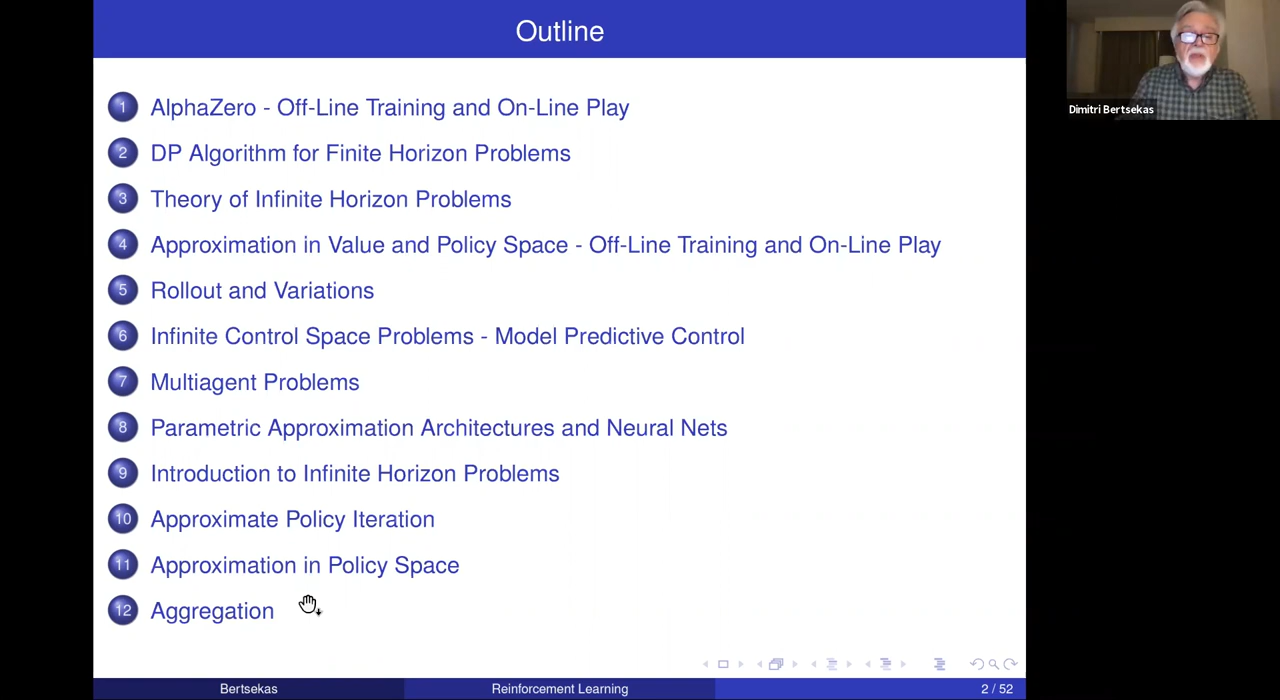 Outline
1 AlphaZero - Off-Line Training and On-Line Play
2 DP Algorithm for Finite Horizon Problems
3 Theory of Infinite Horizon Problems
4 Approximation in Value and Policy Space - Off-Line Training and On-Line Play
5 Rollout and Variations
6 Infinite Control Space Problems - Model Predictive Control
7 Multiagent Problems
8 Parametric Approximation Architectures and Neural Nets
9 Introduction to Infinite Horizon Problems
10 Approximate Policy Iteration
11 Approximation in Policy Space
12 Aggregation
Bertsekas Reinforcement Learning 2 / 52
Dimitri Bertsekas